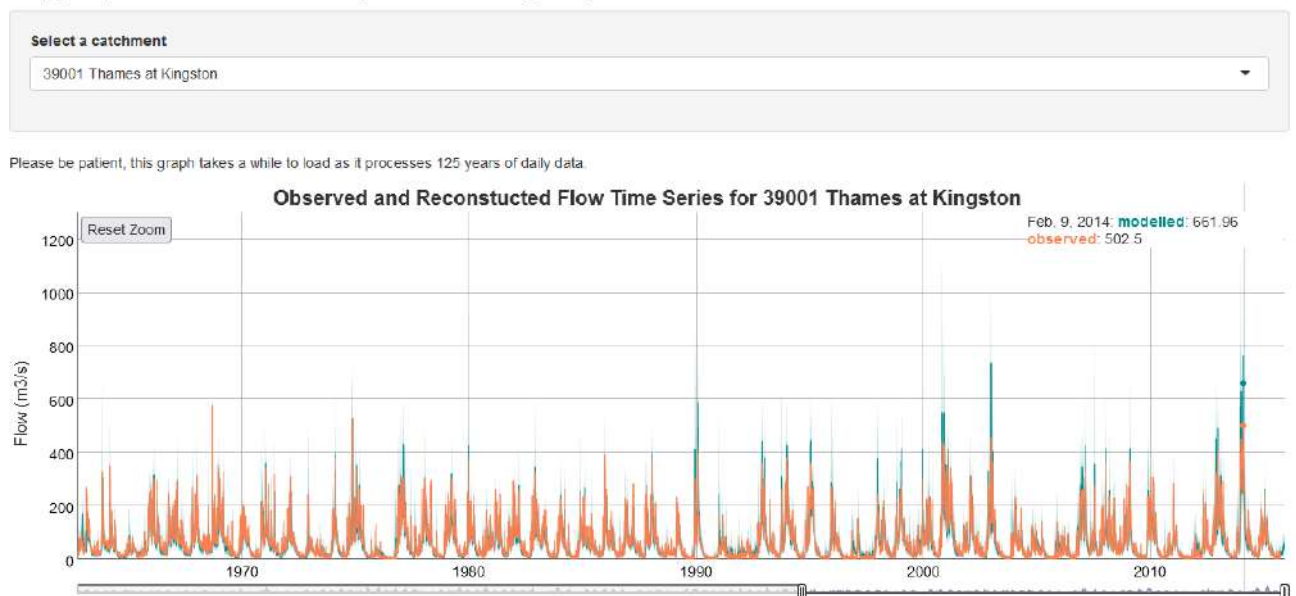 Select a catchment
39001 Thames at Kingston
Please be patient, this graph takes a while to load as it processes 125 years of daily data.
Observed and Reconstucted Flow Time Series for 39001 Thames at Kingston
Reset Zoom
Feb, 9, 2014: modelled: 661.96
observed: 502.5
Flow (m3/s)
1200
1000
800
600
400
200
0
1970
1980
1990
2000
2010